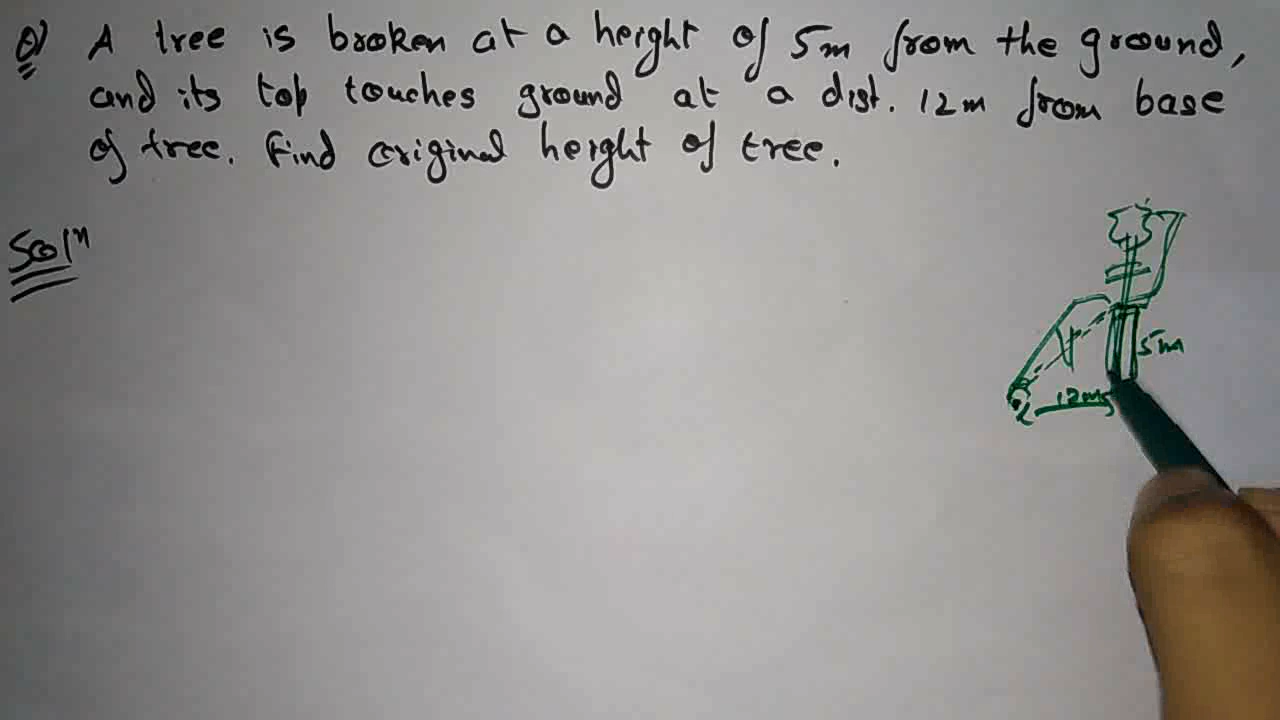 Q) A tree is broken at a height of 5m from the ground,
and its top touches ground at a dist. 12m from base
of tree. Find original height of tree.
Solⁿ
5m
12m